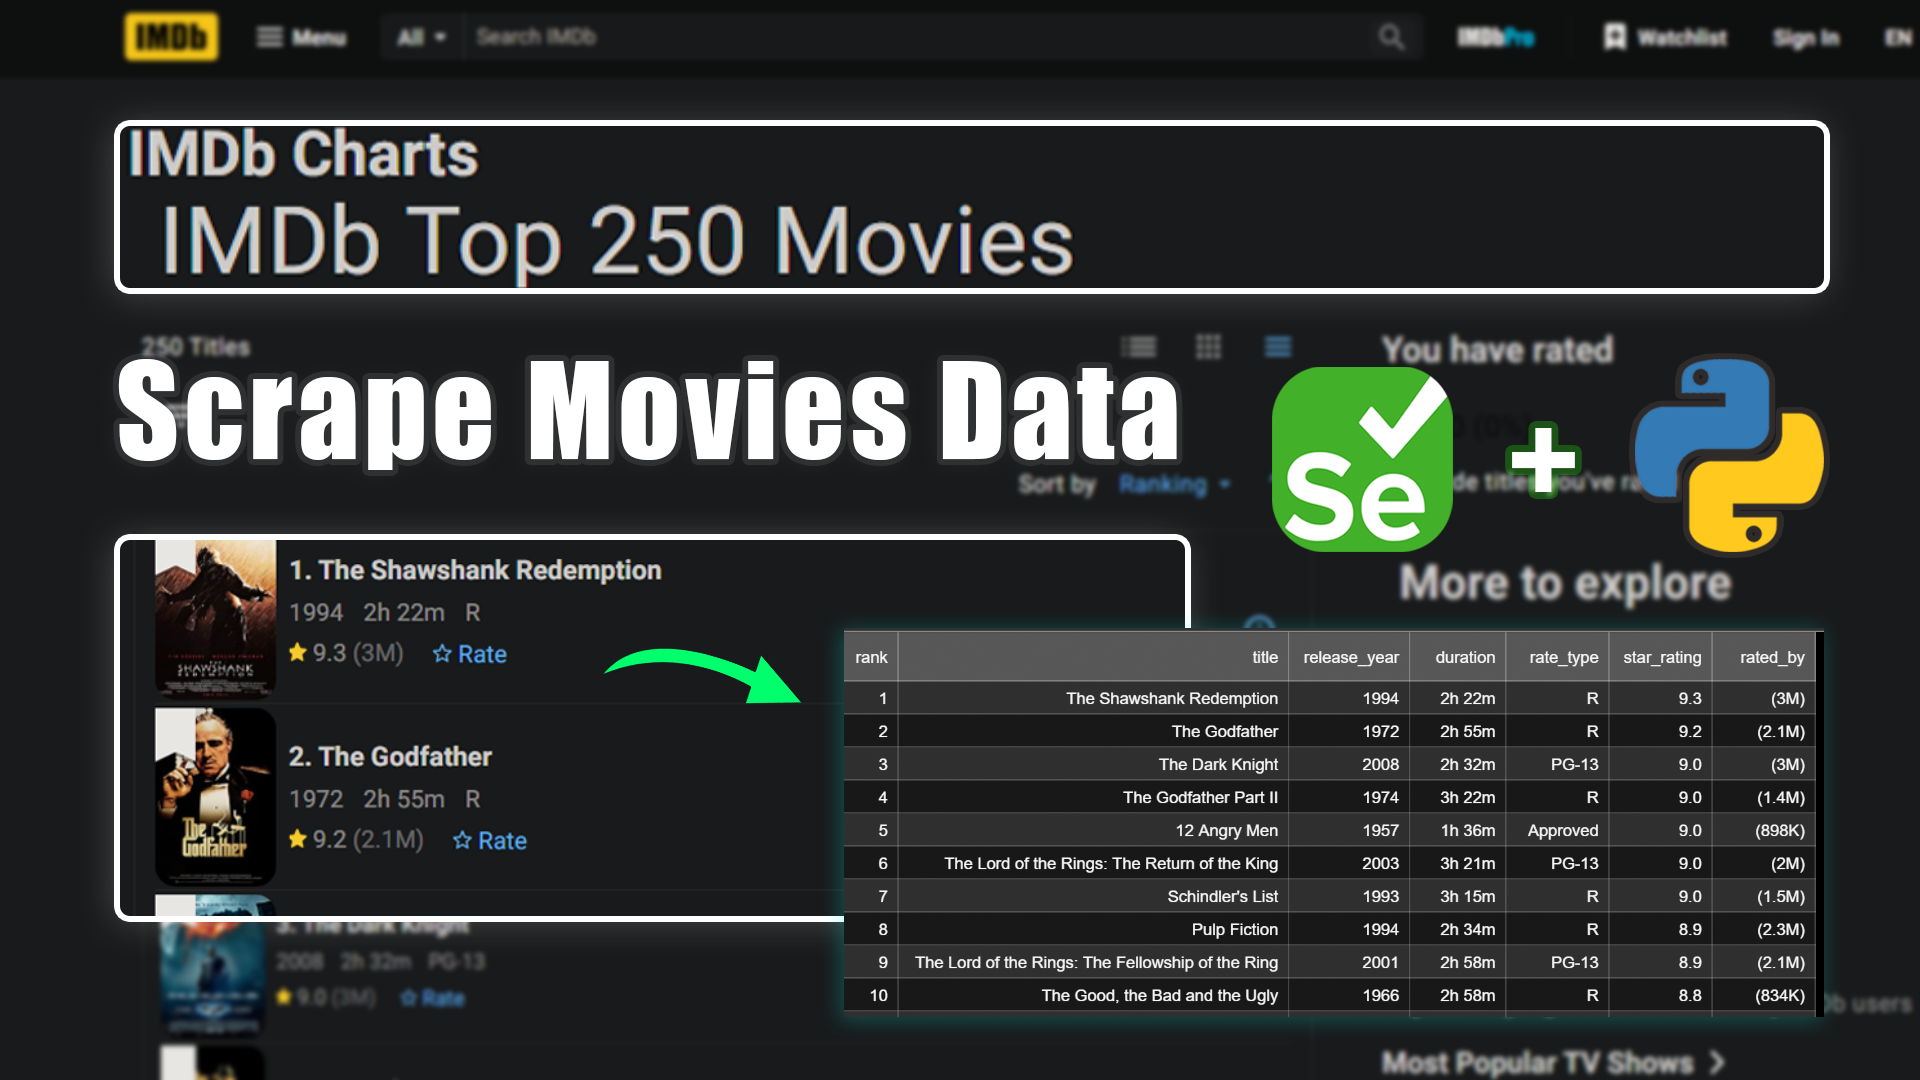 IMDb
Menu
All
Search IMDb
IMDbPro
Watchlist
Sign In
EN
IMDb Charts
IMDb Top 250 Movies
250 Titles
You have rated
Scrape Movies Data
Se
+
Sort by Ranking
More to explore
1. The Shawshank Redemption
1994 2h 22m R
9.3 (3M) Rate
THE SHAWSHANK REDEMPTION
2. The Godfather
1972 2h 55m R
9.2 (2.1M) Rate
The Godfather
3. The Dark Knight
2008 2h 32m PG-13
9.0 (3M) Rate
rank title release_year duration rate_type star_rating rated_by
1 The Shawshank Redemption 1994 2h 22m R 9.3 (3M)
2 The Godfather 1972 2h 55m R 9.2 (2.1M)
3 The Dark Knight 2008 2h 32m PG-13 9.0 (3M)
4 The Godfather Part II 1974 3h 22m R 9.0 (1.4M)
5 12 Angry Men 1957 1h 36m Approved 9.0 (898K)
6 The Lord of the Rings: The Return of the King 2003 3h 21m PG-13 9.0 (2M)
7 Schindler's List 1993 3h 15m R 9.0 (1.5M)
8 Pulp Fiction 1994 2h 34m R 8.9 (2.3M)
9 The Lord of the Rings: The Fellowship of the Ring 2001 2h 58m PG-13 8.9 (2.1M)
10 The Good, the Bad and the Ugly 1966 2h 58m R 8.8 (834K)
users
Most Popular TV Shows